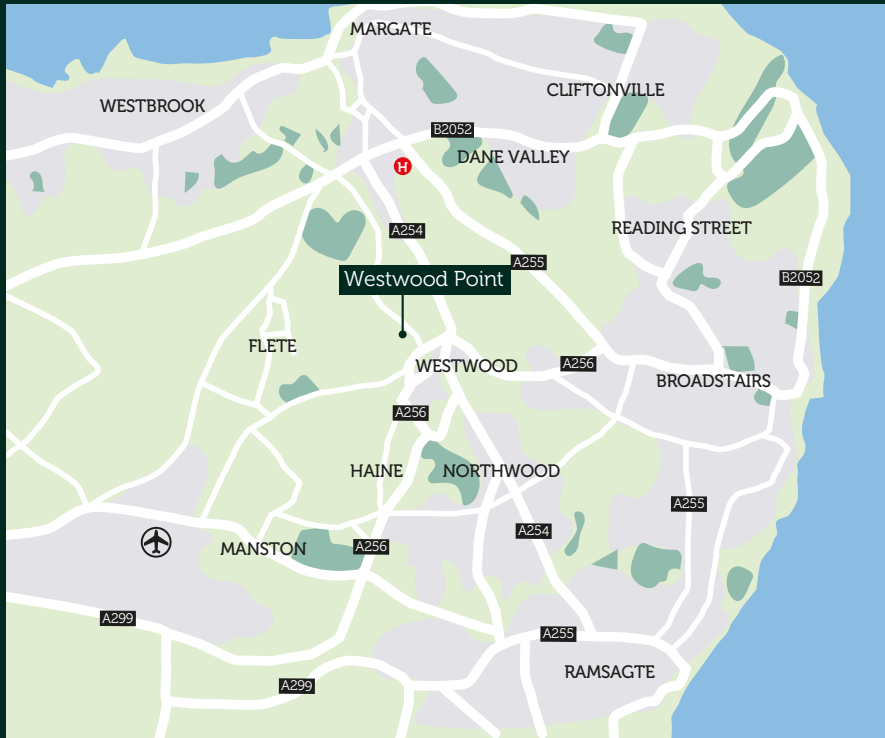 MARGATE
CLIFTONVILLE
WESTBROOK
B2052
DANE VALLEY
H
READING STREET
A254
A255
B2052
Westwood Point
FLETE
WESTWOOD
A256
BROADSTAIRS
A256
HAINE
NORTHWOOD
A255
A254
MANSTON
A256
A299
A255
RAMSAGTE
A299